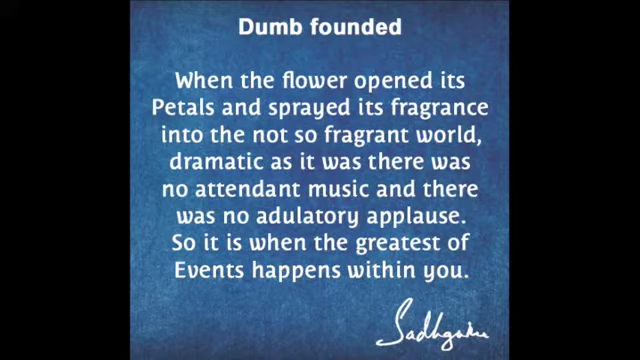 Dumb founded
When the flower opened its
Petals and sprayed its fragrance
into the not so fragrant world,
dramatic as it was there was
no attendant music and there
was no adulatory applause.
So it is when the greatest of
Events happens within you.
Sadhguru